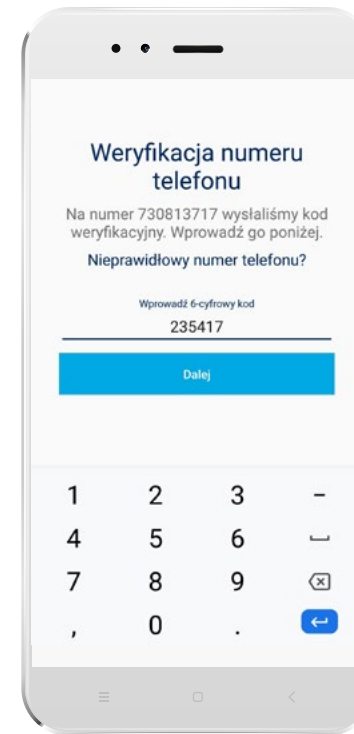 Weryfikacja numeru
telefonu
Na numer 730813717 wysłaliśmy kod
weryfikacyjny. Wprowadź go poniżej.
Nieprawidłowy numer telefonu?
Wprowadź 6-cyfrowy kod
235417
Dalej
1 2 3 -
4 5 6
7 8 9
, 0 .